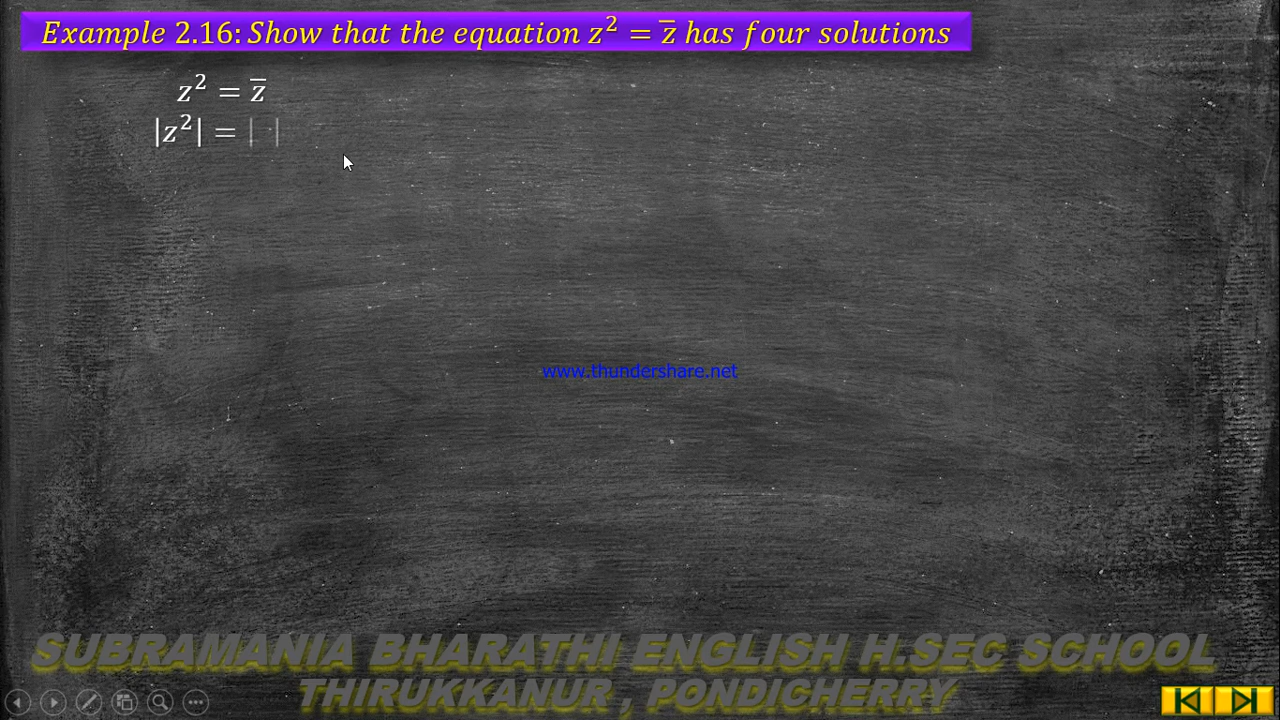 Example 2.16: Show that the equation z² = z̅ has four solutions
z² = z̅
|z²| = | |
www.thundershare.net
SUBRAMANIA BHARATHI ENGLISH H.SEC SCHOOL
THIRUKKANUR , PONDICHERRY